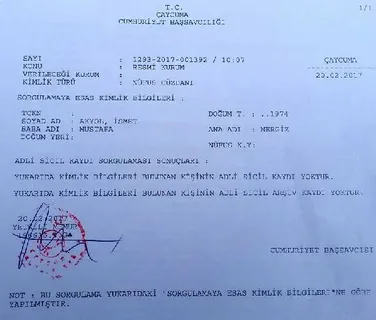 1/1
T.C.
ÇAYCUMA
CUMHURİYET BAŞSAVCILIĞI
SAYI : 1293-2017-001392 / 10:07 ÇAYCUMA
KONU : RESMİ KURUM
VERİLECEĞİ KURUM : 20.02.2017
KİMLİK TÜRÜ : NÜFUS CÜZDANI
SORGULAMAYA ESAS KİMLİK BİLGİLERİ :
TCKN : DOĞUM T. : ..1974
SOYAD AD : AKYOL, İSMET
BABA ADI : MUSTAFA ANA ADI : NERGİZ
DOĞUM YERİ:
NÜFUS K.Y:
ADLİ SİCİL KAYDI SORGULAMASI SONUÇLARI :
YUKARIDA KİMLİK BİLGİLERİ BULUNAN KİŞİNİN ADLİ SİCİL KAYDI YOKTUR.
YUKARIDA KİMLİK BİLGİLERİ BULUNAN KİŞİNİN ADLİ SİCİL ARŞİV KAYDI YOKTUR.
20.02.2017
CUMHURİYET BAŞSAVCISI
NOT : BU SORGULAMA YUKARIDAKİ "SORGULAMAYA ESAS KİMLİK BİLGİLERİ"NE GÖRE
YAPILMIŞTIR.